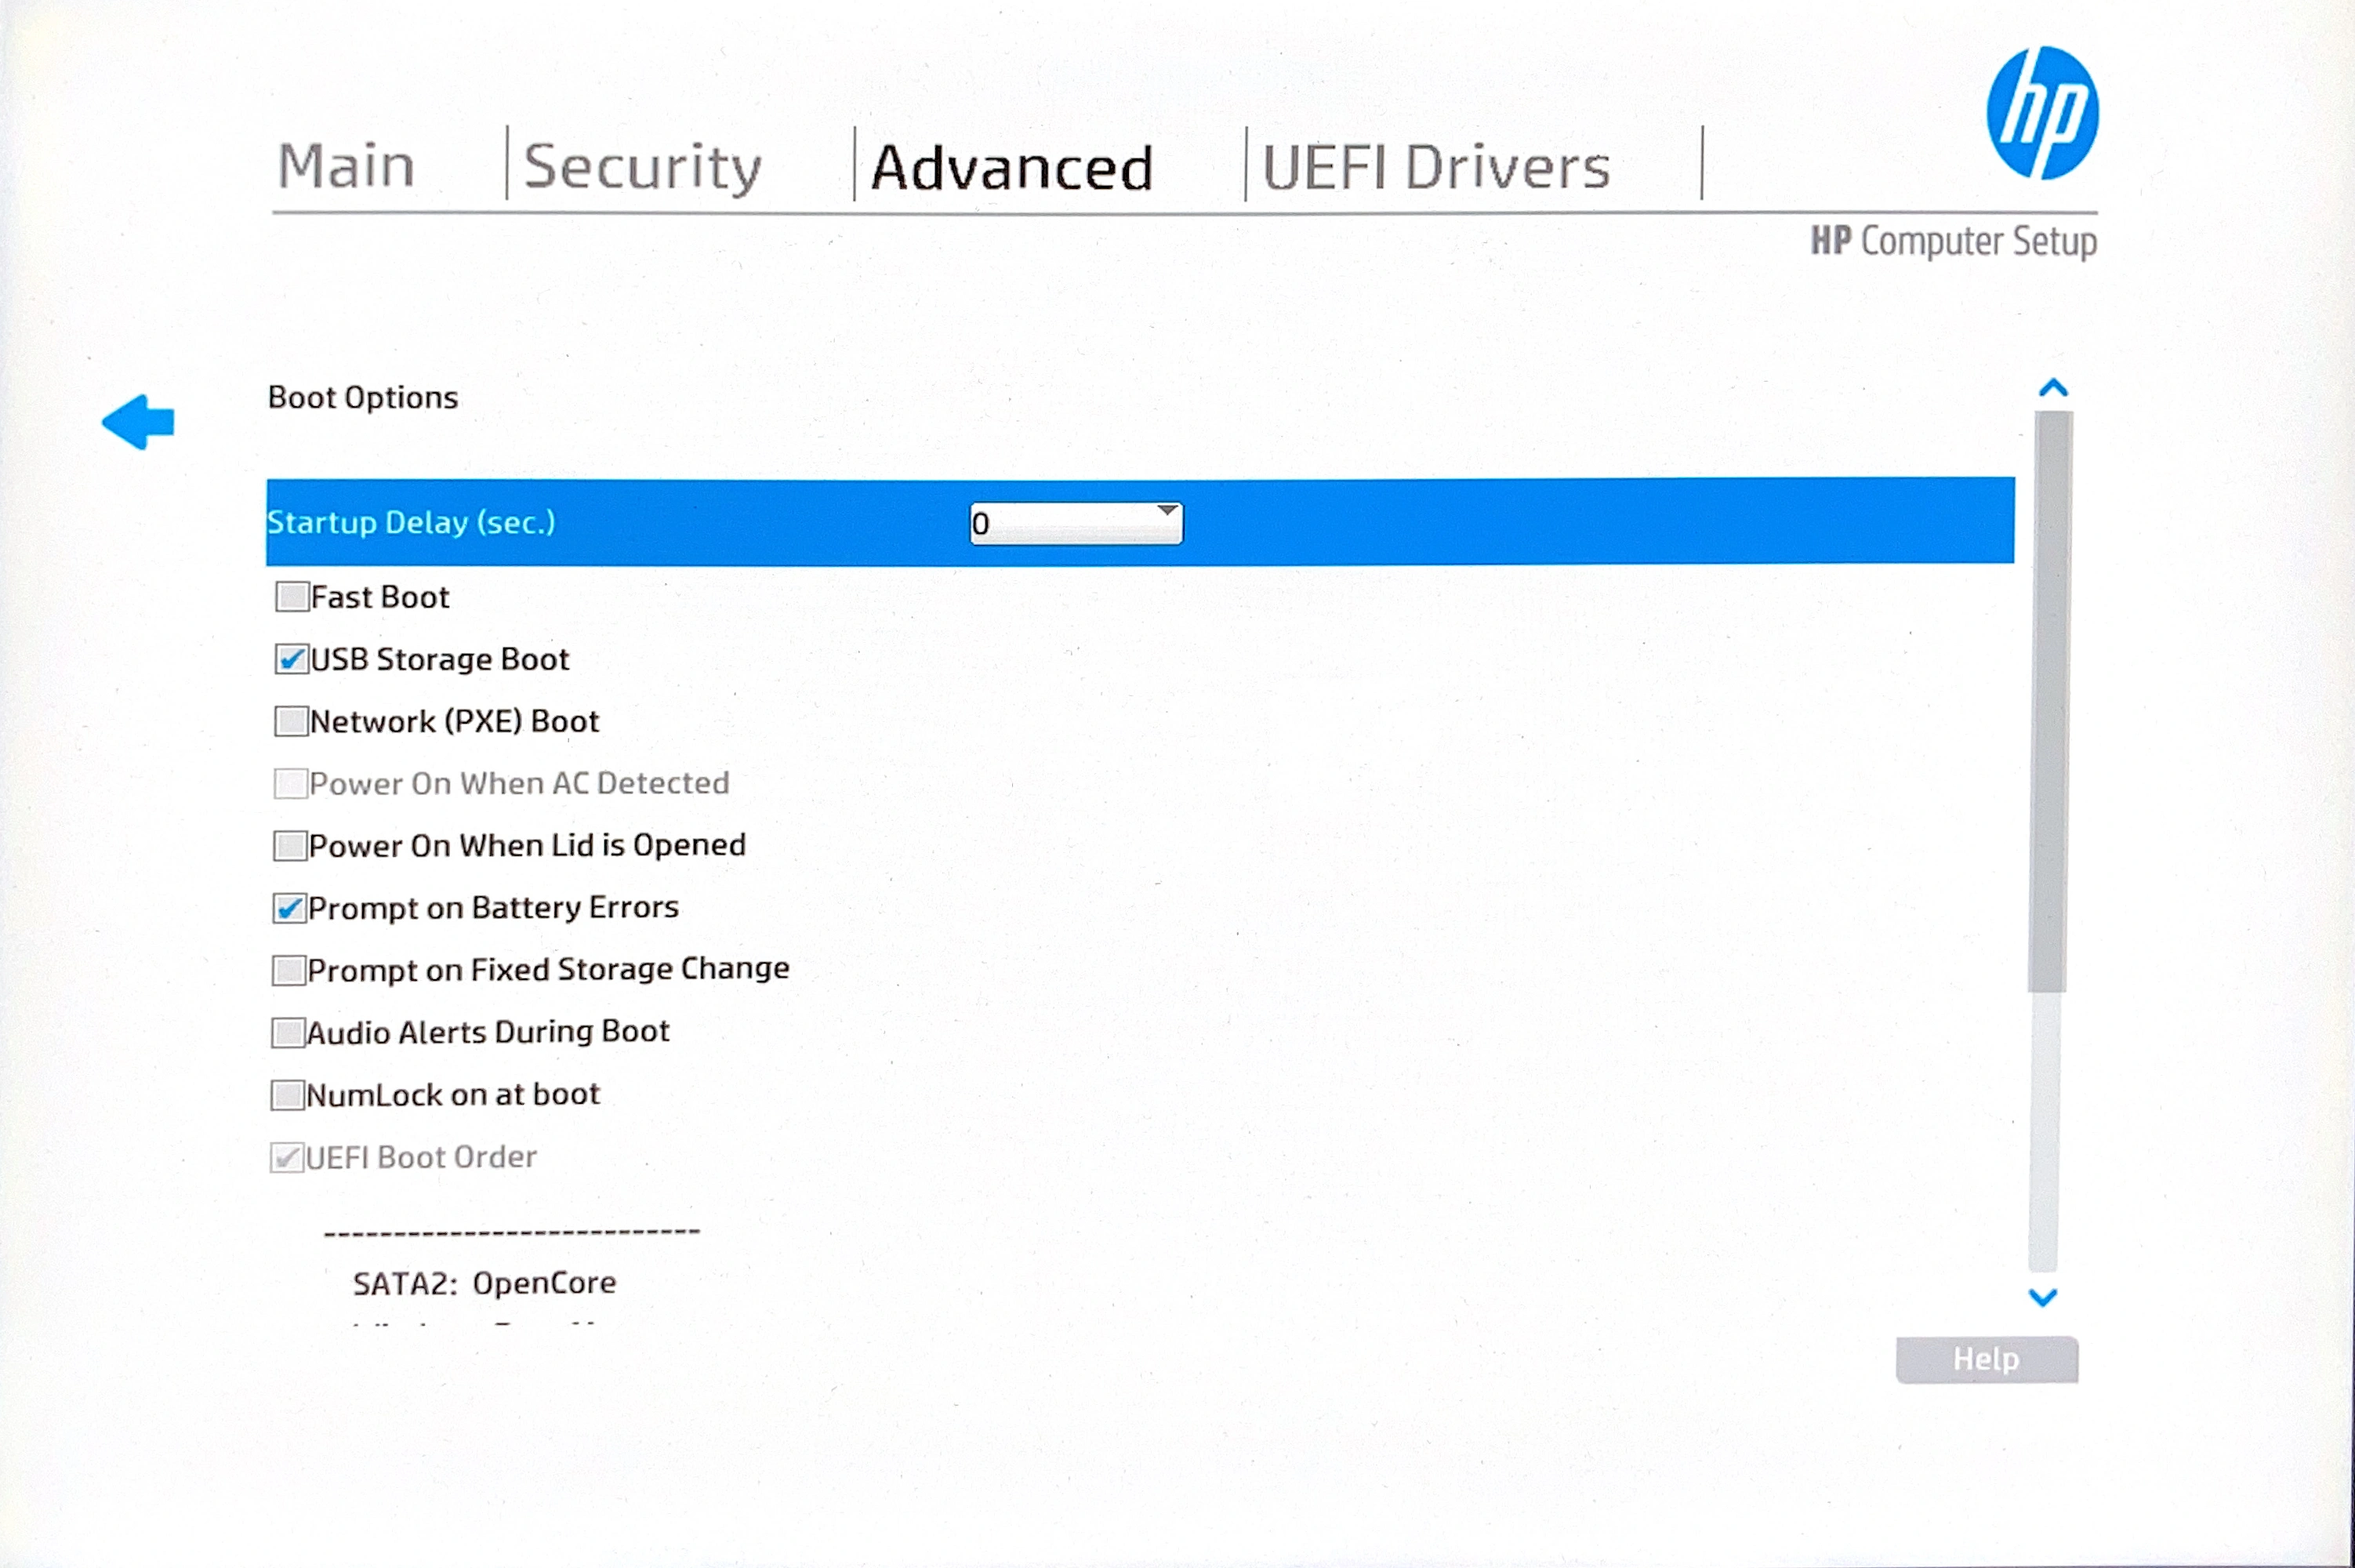 hp
Main Security Advanced UEFI Drivers
HP Computer Setup
Boot Options
Startup Delay (sec.) 0
Fast Boot
USB Storage Boot
Network (PXE) Boot
Power On When AC Detected
Power On When Lid is Opened
Prompt on Battery Errors
Prompt on Fixed Storage Change
Audio Alerts During Boot
NumLock on at boot
UEFI Boot Order
---------------------------
SATA2: OpenCore
Help